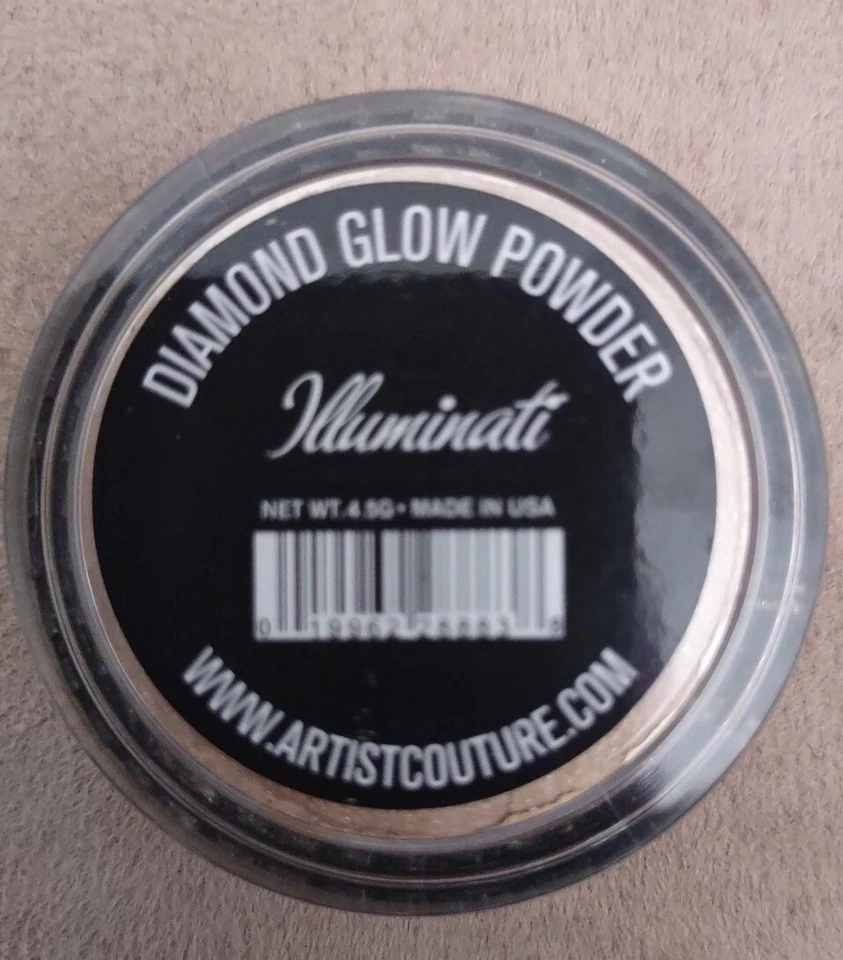 DIAMOND GLOW POWDER
Illuminati
NET WT. 4.5G • MADE IN USA
WWW.ARTISTCOUTURE.COM